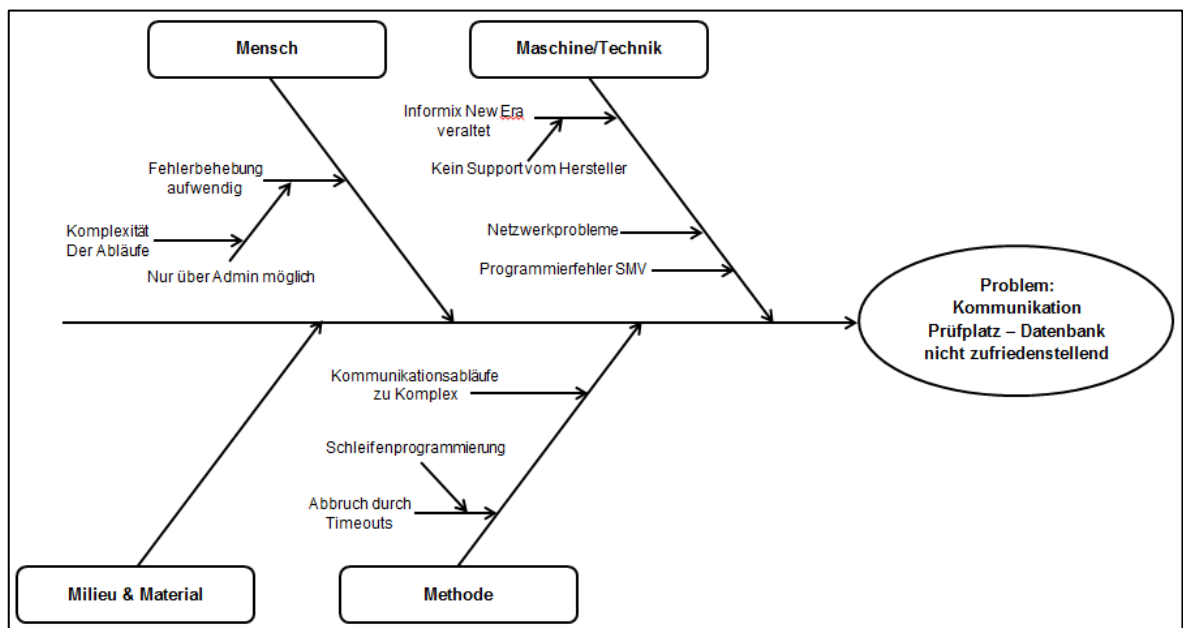 Mensch
Maschine/Technik
Informix New Era
veraltet
Kein Support vom Hersteller
Fehlerbehebung
aufwendig
Komplexität
Der Abläufe
Nur über Admin möglich
Netzwerkprobleme
Programmierfehler SMV
Problem:
Kommunikation
Prüfplatz – Datenbank
nicht zufriedenstellend
Kommunikationsabläufe
zu Komplex
Schleifenprogrammierung
Abbruch durch
Timeouts
Milieu & Material
Methode